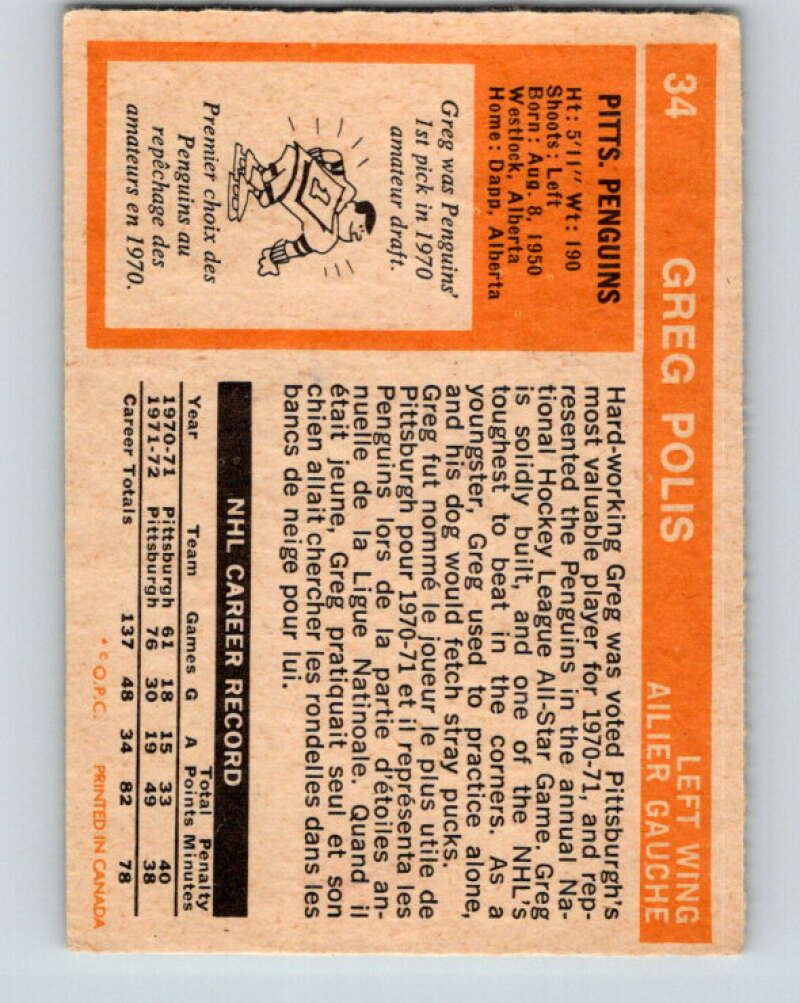 34 GREG POLIS
LEFT WING
AILIER GAUCHE
PITTS. PENGUINS
Ht: 5'11" Wt: 190
Shoots: Left
Born: Aug. 8, 1950
Westlock, Alberta
Home: Dapp, Alberta
Greg was Penguins'
1st pick in 1970
amateur draft.
1
Premier choix des
Penguins au
repêchage des
amateurs en 1970.
Hard-working Greg was voted Pittsburgh's
most valuable player for 1970-71, and rep-
resented the Penguins in the annual Na-
tional Hockey League All-Star Game. Greg
is solidly built, and one of the NHL's
toughest to beat in the corners. As a
youngster, Greg used to practice alone,
and his dog would fetch stray pucks.
Greg fut nommé le joueur le plus utile de
Pittsburgh pour 1970-71 et il représenta les
Penguins lors de la partie d'étoiles an-
nuelle de la Ligue Natinoale. Quand il
était jeune, Greg pratiquait seul et son
chien allait chercher les rondelles dans les
bancs de neige pour lui.
NHL CAREER RECORD
Year Team Games G A Total Points Penalty Minutes
1970-71 Pittsburgh 61 18 15 33 40
1971-72 Pittsburgh 76 30 19 49 38
Career Totals 137 48 34 82 78
* © O.P.C. PRINTED IN CANADA